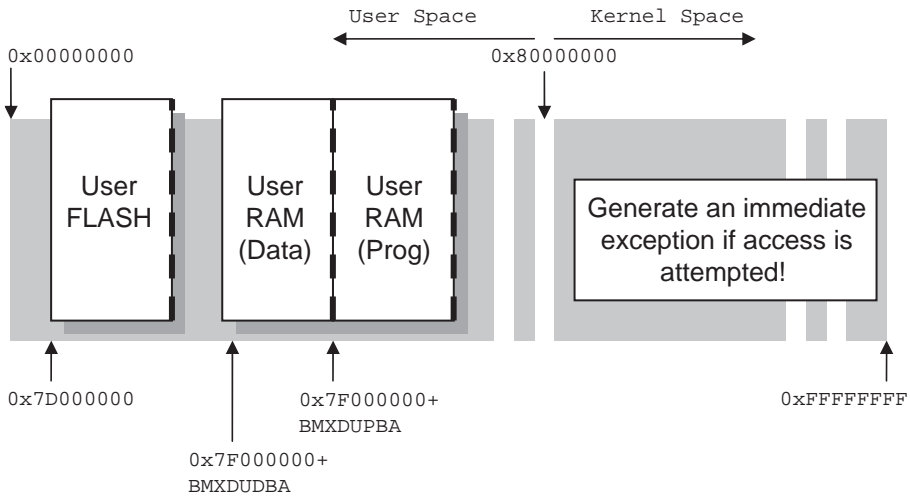 User Space
Kernel Space
0x00000000
0x80000000
User
FLASH
User
RAM
(Data)
User
RAM
(Prog)
Generate an immediate
exception if access is
attempted!
0x7D000000
0x7F000000+
BMXDUPBA
0xFFFFFFFF
0x7F000000+
BMXDUDBA